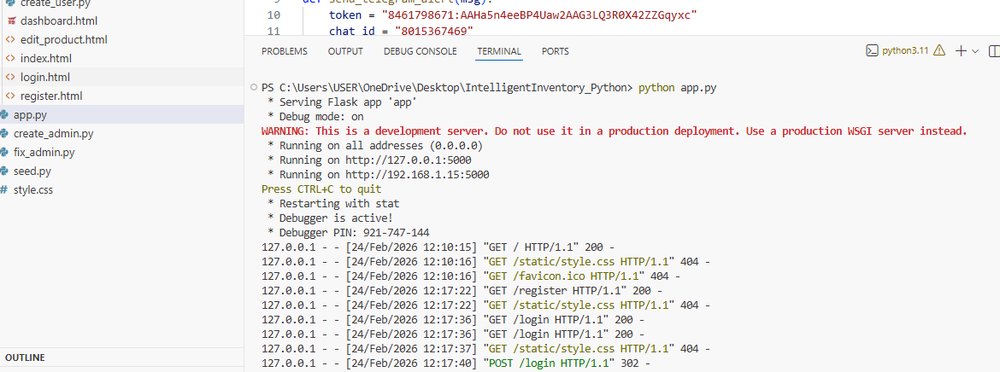 create_user.py
dashboard.html
edit_product.html
index.html
login.html
register.html
app.py
create_admin.py
fix_admin.py
seed.py
style.css
OUTLINE
9 def send_telegram_alert(msg):
10 token = "8461798671:AAHa5n4eeBP4Uaw2AAG3LQ3R0X42ZZGqyxc"
11 chat_id = "8015367469"
PROBLEMS OUTPUT DEBUG CONSOLE TERMINAL PORTS python3.11
PS C:\Users\USER\OneDrive\Desktop\IntelligentInventory_Python> python app.py
* Serving Flask app 'app'
* Debug mode: on
WARNING: This is a development server. Do not use it in a production deployment. Use a production WSGI server instead.
* Running on all addresses (0.0.0.0)
* Running on http://127.0.0.1:5000
* Running on http://192.168.1.15:5000
Press CTRL+C to quit
* Restarting with stat
* Debugger is active!
* Debugger PIN: 921-747-144
127.0.0.1 - - [24/Feb/2026 12:10:15] "GET / HTTP/1.1" 200 -
127.0.0.1 - - [24/Feb/2026 12:10:16] "GET /static/style.css HTTP/1.1" 404 -
127.0.0.1 - - [24/Feb/2026 12:10:16] "GET /favicon.ico HTTP/1.1" 404 -
127.0.0.1 - - [24/Feb/2026 12:17:22] "GET /register HTTP/1.1" 200 -
127.0.0.1 - - [24/Feb/2026 12:17:22] "GET /static/style.css HTTP/1.1" 404 -
127.0.0.1 - - [24/Feb/2026 12:17:36] "GET /login HTTP/1.1" 200 -
127.0.0.1 - - [24/Feb/2026 12:17:36] "GET /login HTTP/1.1" 200 -
127.0.0.1 - - [24/Feb/2026 12:17:37] "GET /static/style.css HTTP/1.1" 404 -
127.0.0.1 - - [24/Feb/2026 12:17:40] "POST /login HTTP/1.1" 302 -